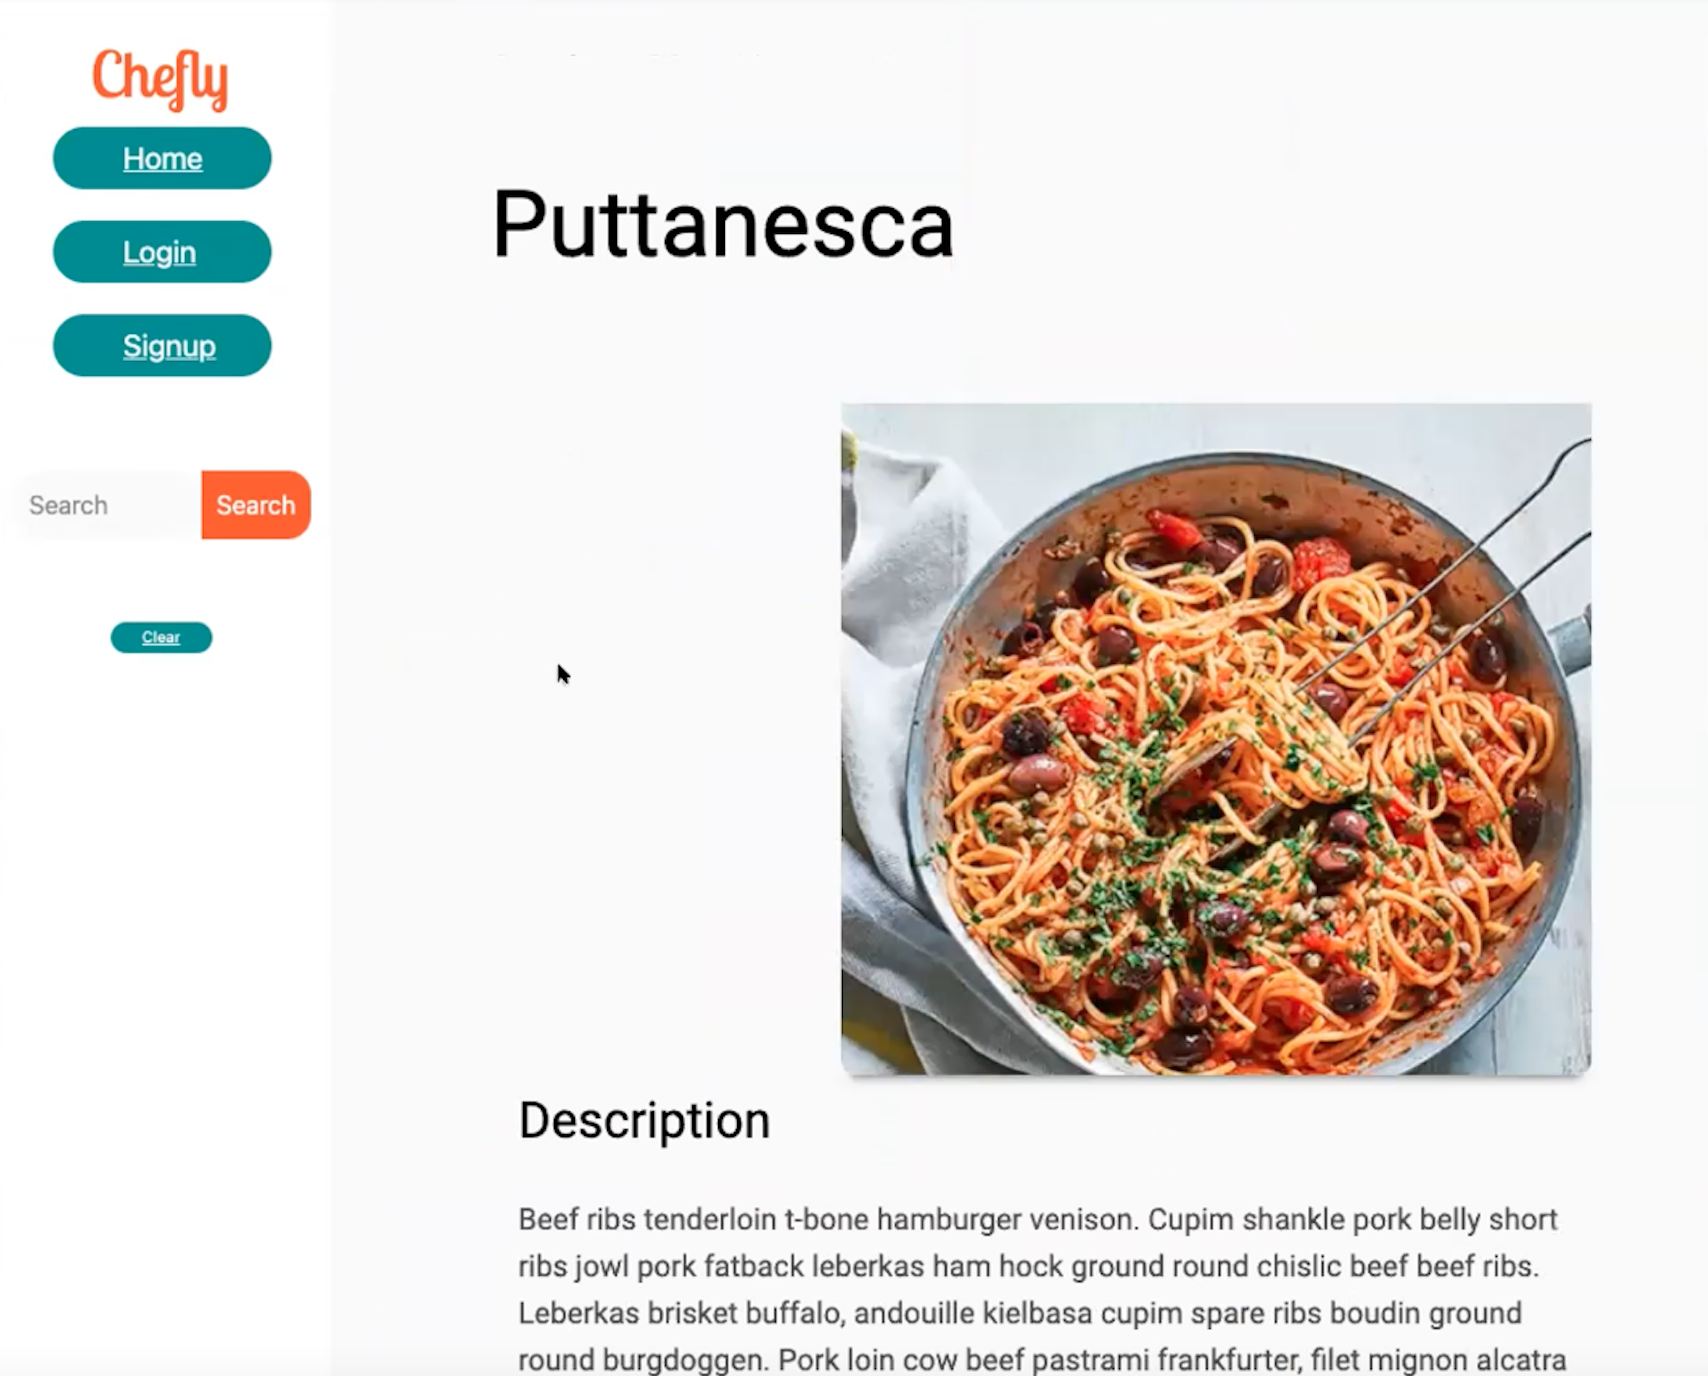 Chefly
Home
Login
Signup
Search
Search
Clear
Puttanesca
Description
Beef ribs tenderloin t-bone hamburger venison. Cupim shankle pork belly short
ribs jowl pork fatback leberkas ham hock ground round chislic beef beef ribs.
Leberkas brisket buffalo, andouille kielbasa cupim spare ribs boudin ground
round burgdoggen. Pork loin cow beef pastrami frankfurter, filet mignon alcatra